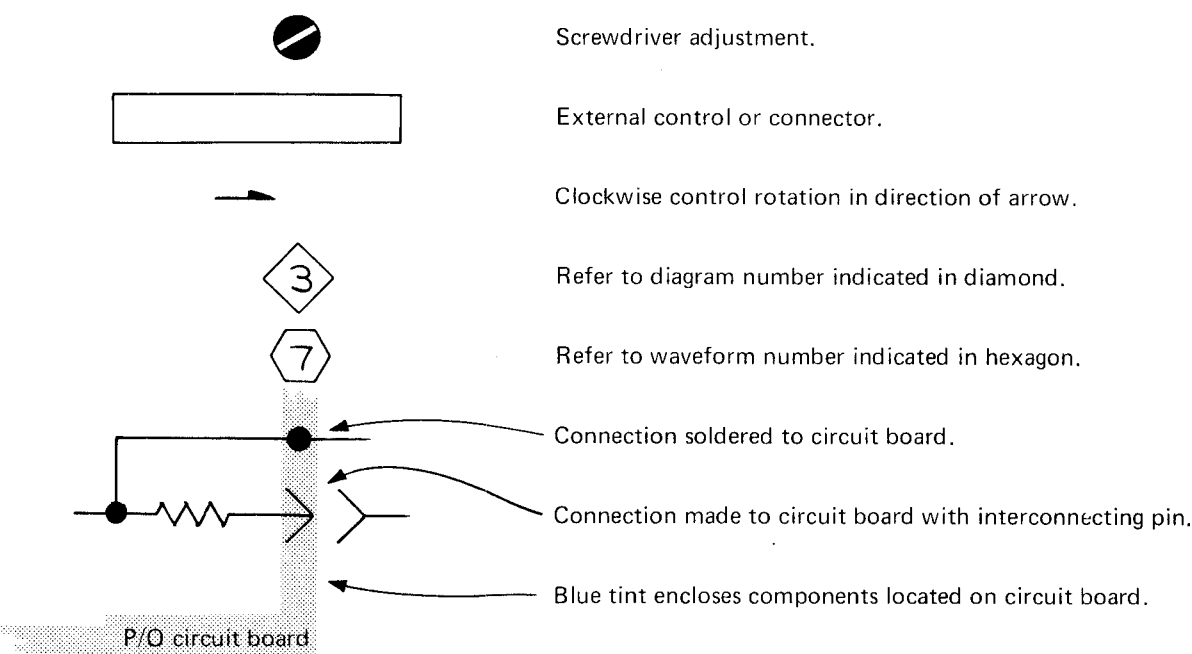 Screwdriver adjustment.
External control or connector.
Clockwise control rotation in direction of arrow.
3
Refer to diagram number indicated in diamond.
7
Refer to waveform number indicated in hexagon.
Connection soldered to circuit board.
Connection made to circuit board with interconnecting pin.
Blue tint encloses components located on circuit board.
P/O circuit board